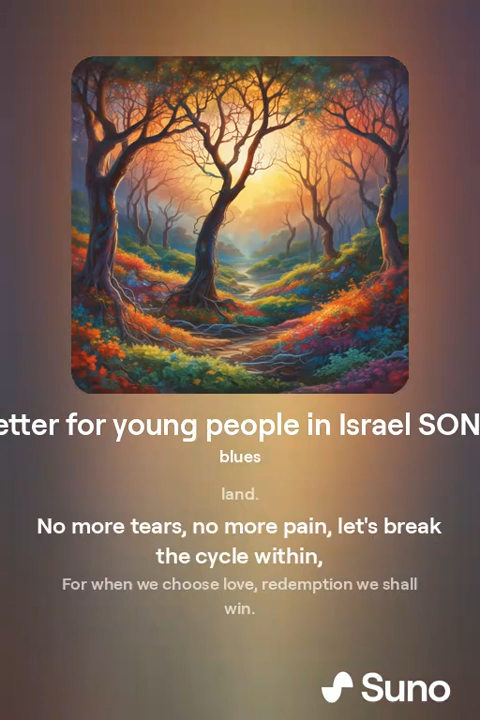 etter for young people in Israel SON
blues
land.
No more tears, no more pain, let's break
the cycle within,
For when we choose love, redemption we shall
win.
Suno